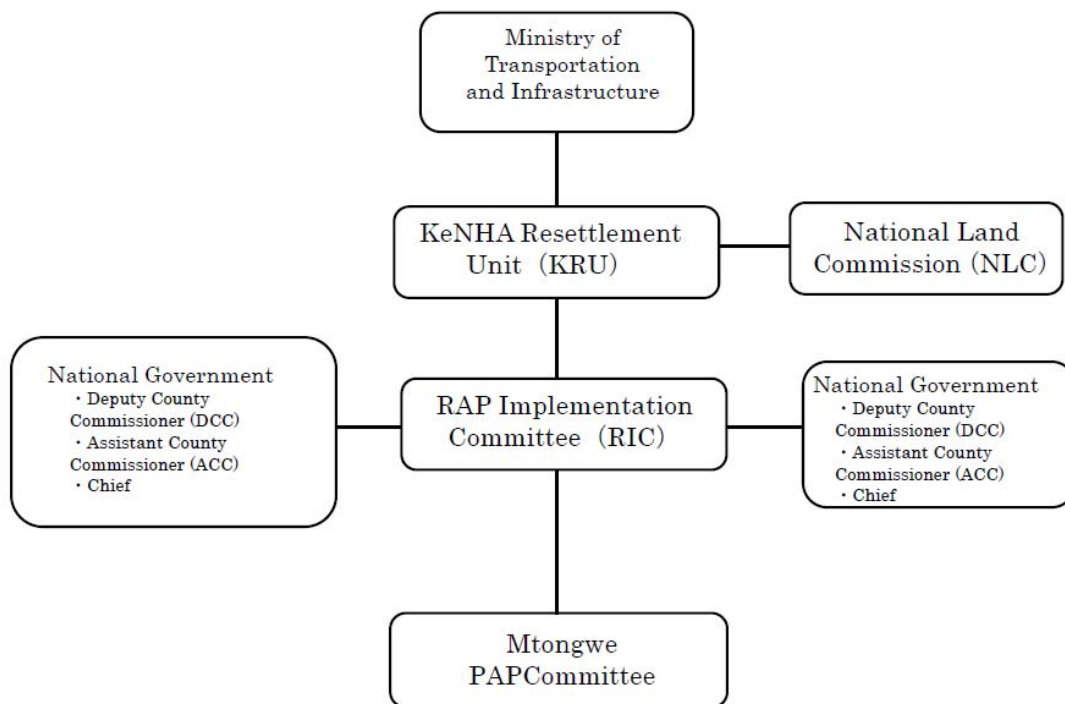 Ministry of
Transportation
and Infrastructure
KeNHA Resettlement
Unit（KRU）
National Land
Commission (NLC)
National Government
・Deputy County
Commissioner (DCC)
・Assistant County
Commissioner (ACC)
・Chief
RAP Implementation
Committee（RIC）
National Government
・Deputy County
Commissioner (DCC)
・Assistant County
Commissioner (ACC)
・Chief
Mtongwe
PAPCommittee